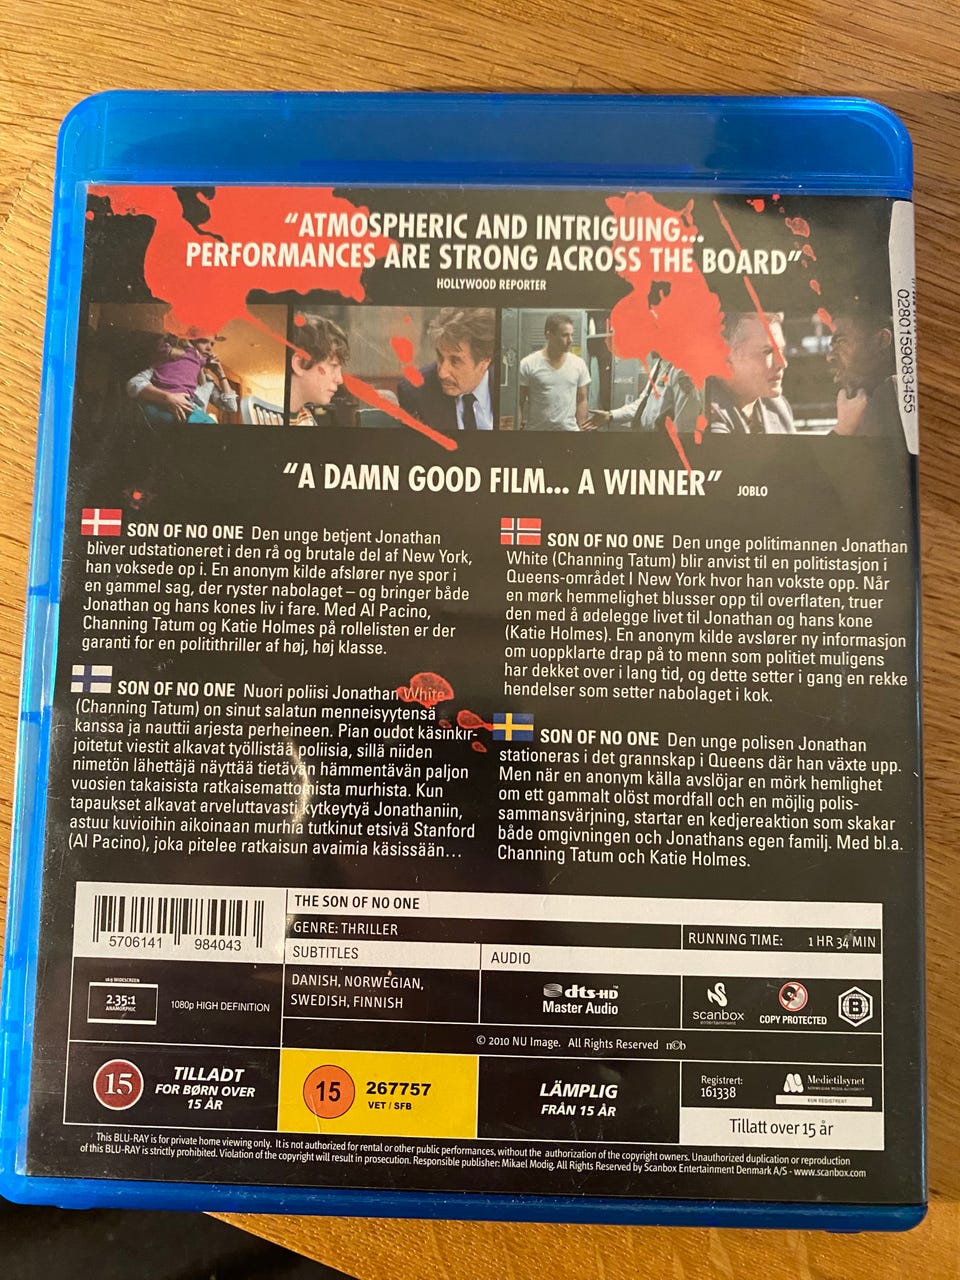 “ATMOSPHERIC AND INTRIGUING...
PERFORMANCES ARE STRONG ACROSS THE BOARD”
HOLLYWOOD REPORTER
0280159083455
“A DAMN GOOD FILM... A WINNER” JOBLO
SON OF NO ONE Den unge betjent Jonathan
bliver udstationeret i den rå og brutale del af New York,
han voksede op i. En anonym kilde afslører nye spor i
en gammel sag, der ryster nabolaget – og bringer både
Jonathan og hans kones liv i fare. Med Al Pacino,
Channing Tatum og Katie Holmes på rollelisten er der
garanti for en politithriller af høj, høj klasse.
SON OF NO ONE Den unge politimannen Jonathan
White (Channing Tatum) blir anvist til en politistasjon i
Queens-området I New York hvor han vokste opp. Når
en mørk hemmelighet blusser opp til overflaten, truer
den med å ødelegge livet til Jonathan og hans kone
(Katie Holmes). En anonym kilde avslører ny informasjon
om uoppklarte drap på to menn som politiet muligens
har dekket over i lang tid, og dette setter i gang en rekke
hendelser som setter nabolaget i kok.
SON OF NO ONE Nuori poliisi Jonathan White
(Channing Tatum) on sinut salatun menneisyytensä
kanssa ja nauttii arjesta perheineen. Pian oudot käsinkir-
joitetut viestit alkavat työllistää poliisia, sillä niiden
nimetön lähettäjä näyttää tietävän hämmentävän paljon
vuosien takaisista ratkaisemattomista murhista. Kun
tapaukset alkavat arveluttavasti kytkeytyä Jonathaniin,
astuu kuvioihin aikoinaan murhia tutkinut etsivä Stanford
(Al Pacino), joka pitelee ratkaisun avaimia käsissään...
SON OF NO ONE Den unge polisen Jonathan
stationeras i det grannskap i Queens där han växte upp.
Men när en anonym källa avslöjar en mörk hemlighet
om ett gammalt olöst mordfall och en möjlig polis-
sammansvärjning, startar en kedjereaktion som skakar
både omgivningen och Jonathans egen familj. Med bl.a.
Channing Tatum och Katie Holmes.
5706141 984043
THE SON OF NO ONE
GENRE: THRILLER
RUNNING TIME: 1 HR 34 MIN
SUBTITLES
AUDIO
DANISH, NORWEGIAN,
SWEDISH, FINNISH
dts-HD
Master Audio
16:9 WIDESCREEN
2.35:1
ANAMORPHIC
1080p HIGH DEFINITION
scanbox
entertainment
COPY PROTECTED
B
© 2010 NU Image. All Rights Reserved n©b
15
TILLADT
FOR BØRN OVER
15 ÅR
15
267757
VET / SFB
LÄMPLIG
FRÅN 15 ÅR
Registrert:
161338
Medietilsynet
NORWEGIAN MEDIA AUTHORITY
KUN REGISTRERT
Tillatt over 15 år
This BLU-RAY is for private home viewing only. It is not authorized for rental or other public performances, without the authorization of the copyright owners. Unauthorized duplication or reproduction
of this BLU-RAY is strictly prohibited. Violation of the copyright will result in prosecution. Responsible publisher: Mikael Modig. All Rights Reserved by Scanbox Entertainment Denmark A/S - www.scanbox.com